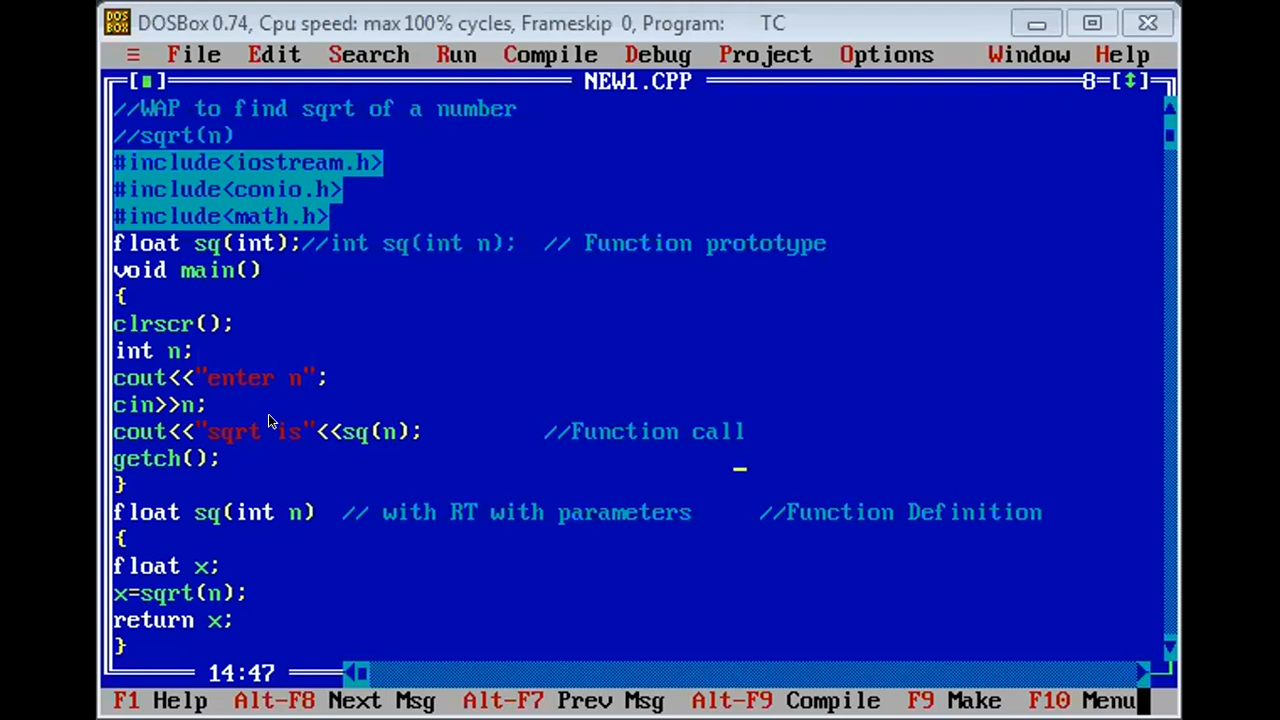 DOSBox 0.74, Cpu speed: max 100% cycles, Frameskip 0, Program: TC
≡ File Edit Search Run Compile Debug Project Options Window Help
NEW1.CPP 8
//WAP to find sqrt of a number
//sqrt(n)
#include<iostream.h>
#include<conio.h>
#include<math.h>
float sq(int);//int sq(int n); // Function prototype
void main()
{
clrscr();
int n;
cout<<"enter n";
cin>>n;
cout<<"sqrt is"<<sq(n); //Function call
getch();
}
float sq(int n) // with RT with parameters //Function Definition
{
float x;
x=sqrt(n);
return x;
}
14:47
F1 Help Alt-F8 Next Msg Alt-F7 Prev Msg Alt-F9 Compile F9 Make F10 Menu